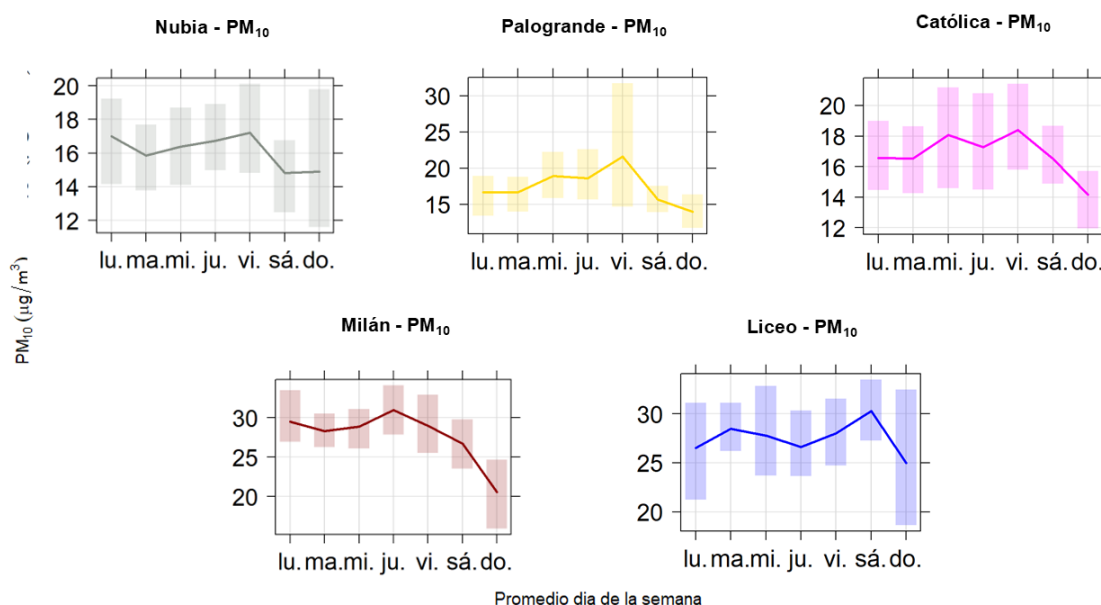 Nubia - PM₁₀
Palogrande - PM₁₀
Católica - PM₁₀
20
18
16
14
12
lu. ma. mi. ju. vi. sá. do.
30
25
20
15
lu. ma. mi. ju. vi. sá. do.
20
18
16
14
12
lu. ma. mi. ju. vi. sá. do.
PM₁₀ (µg/m³)
Milán - PM₁₀
Liceo - PM₁₀
30
25
20
lu. ma. mi. ju. vi. sá. do.
30
25
20
lu. ma. mi. ju. vi. sá. do.
Promedio dia de la semana